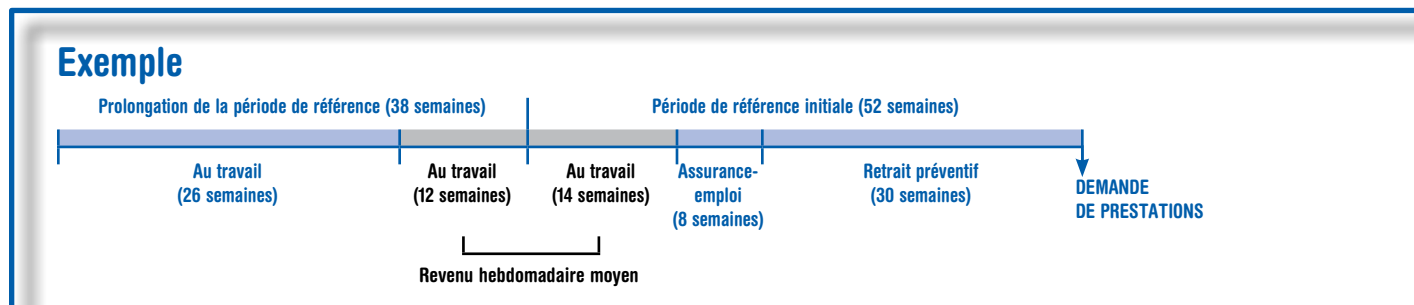 Exemple
Prolongation de la période de référence (38 semaines)
Période de référence initiale (52 semaines)
Au travail
(26 semaines)
Au travail
(12 semaines)
Au travail
(14 semaines)
Assurance-
emploi
(8 semaines)
Retrait préventif
(30 semaines)
DEMANDE
DE PRESTATIONS
Revenu hebdomadaire moyen